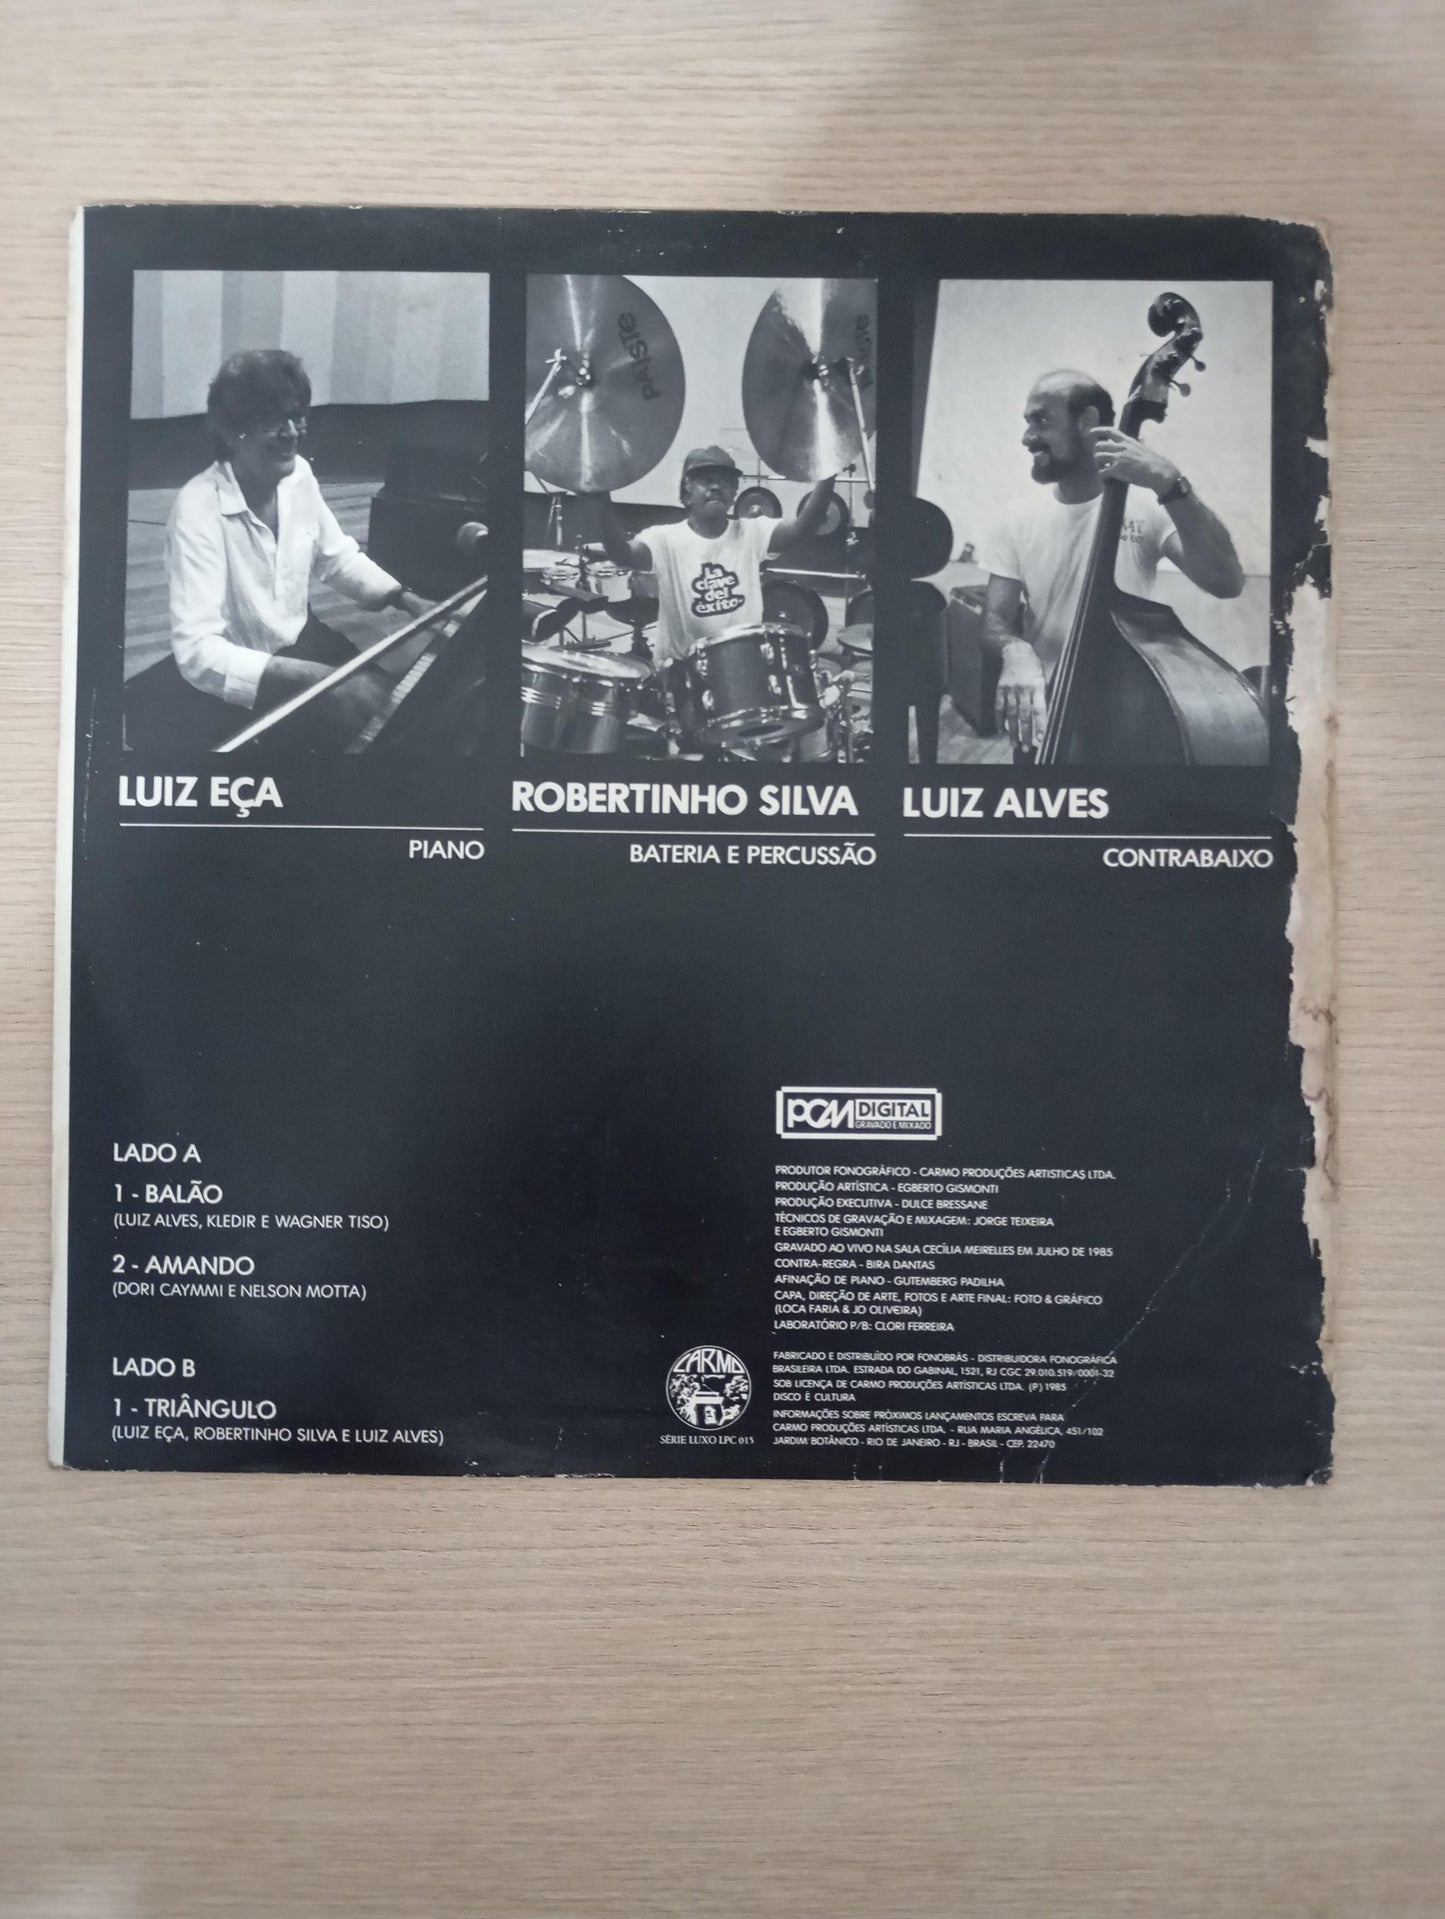 PAISTE
La
clave
del
éxito.
LUIZ EÇA
PIANO
ROBERTINHO SILVA
BATERIA E PERCUSSÃO
LUIZ ALVES
CONTRABAIXO
LADO A
1 - BALÃO
(LUIZ ALVES, KLEDIR E WAGNER TISO)
2 - AMANDO
(DORI CAYMMI E NELSON MOTTA)
LADO B
1 - TRIÂNGULO
(LUIZ EÇA, ROBERTINHO SILVA E LUIZ ALVES)
CARMO
SÉRIE LUXO LPC 015
PCM DIGITAL
GRAVADO E MIXADO
PRODUTOR FONOGRÁFICO - CARMO PRODUÇÕES ARTISTICAS LTDA.
PRODUÇÃO ARTÍSTICA - EGBERTO GISMONTI
PRODUÇÃO EXECUTIVA - DULCE BRESSANE
TÉCNICOS DE GRAVAÇÃO E MIXAGEM: JORGE TEIXEIRA
E EGBERTO GISMONTI
GRAVADO AO VIVO NA SALA CECÍLIA MEIRELLES EM JULHO DE 1985
CONTRA-REGRA - BIRA DANTAS
AFINAÇÃO DE PIANO - GUTEMBERG PADILHA
CAPA, DIREÇÃO DE ARTE, FOTOS E ARTE FINAL: FOTO & GRÁFICO
(LOCA FARIA & JO OLIVEIRA)
LABORATÓRIO P/B: CLORI FERREIRA
FABRICADO E DISTRIBUÍDO POR FONOBRÁS - DISTRIBUIDORA FONOGRÁFICA
BRASILEIRA LTDA. ESTRADA DO GABINAL, 1521, RJ CGC 29.010.519/0001-32
SOB LICENÇA DE CARMO PRODUÇÕES ARTÍSTICAS LTDA. (P) 1985
DISCO É CULTURA
INFORMAÇÕES SOBRE PRÓXIMOS LANÇAMENTOS ESCREVA PARA
CARMO PRODUÇÕES ARTÍSTICAS LTDA. - RUA MARIA ANGÉLICA, 451/102
JARDIM BOTÂNICO - RIO DE JANEIRO - RJ - BRASIL - CEP. 22470